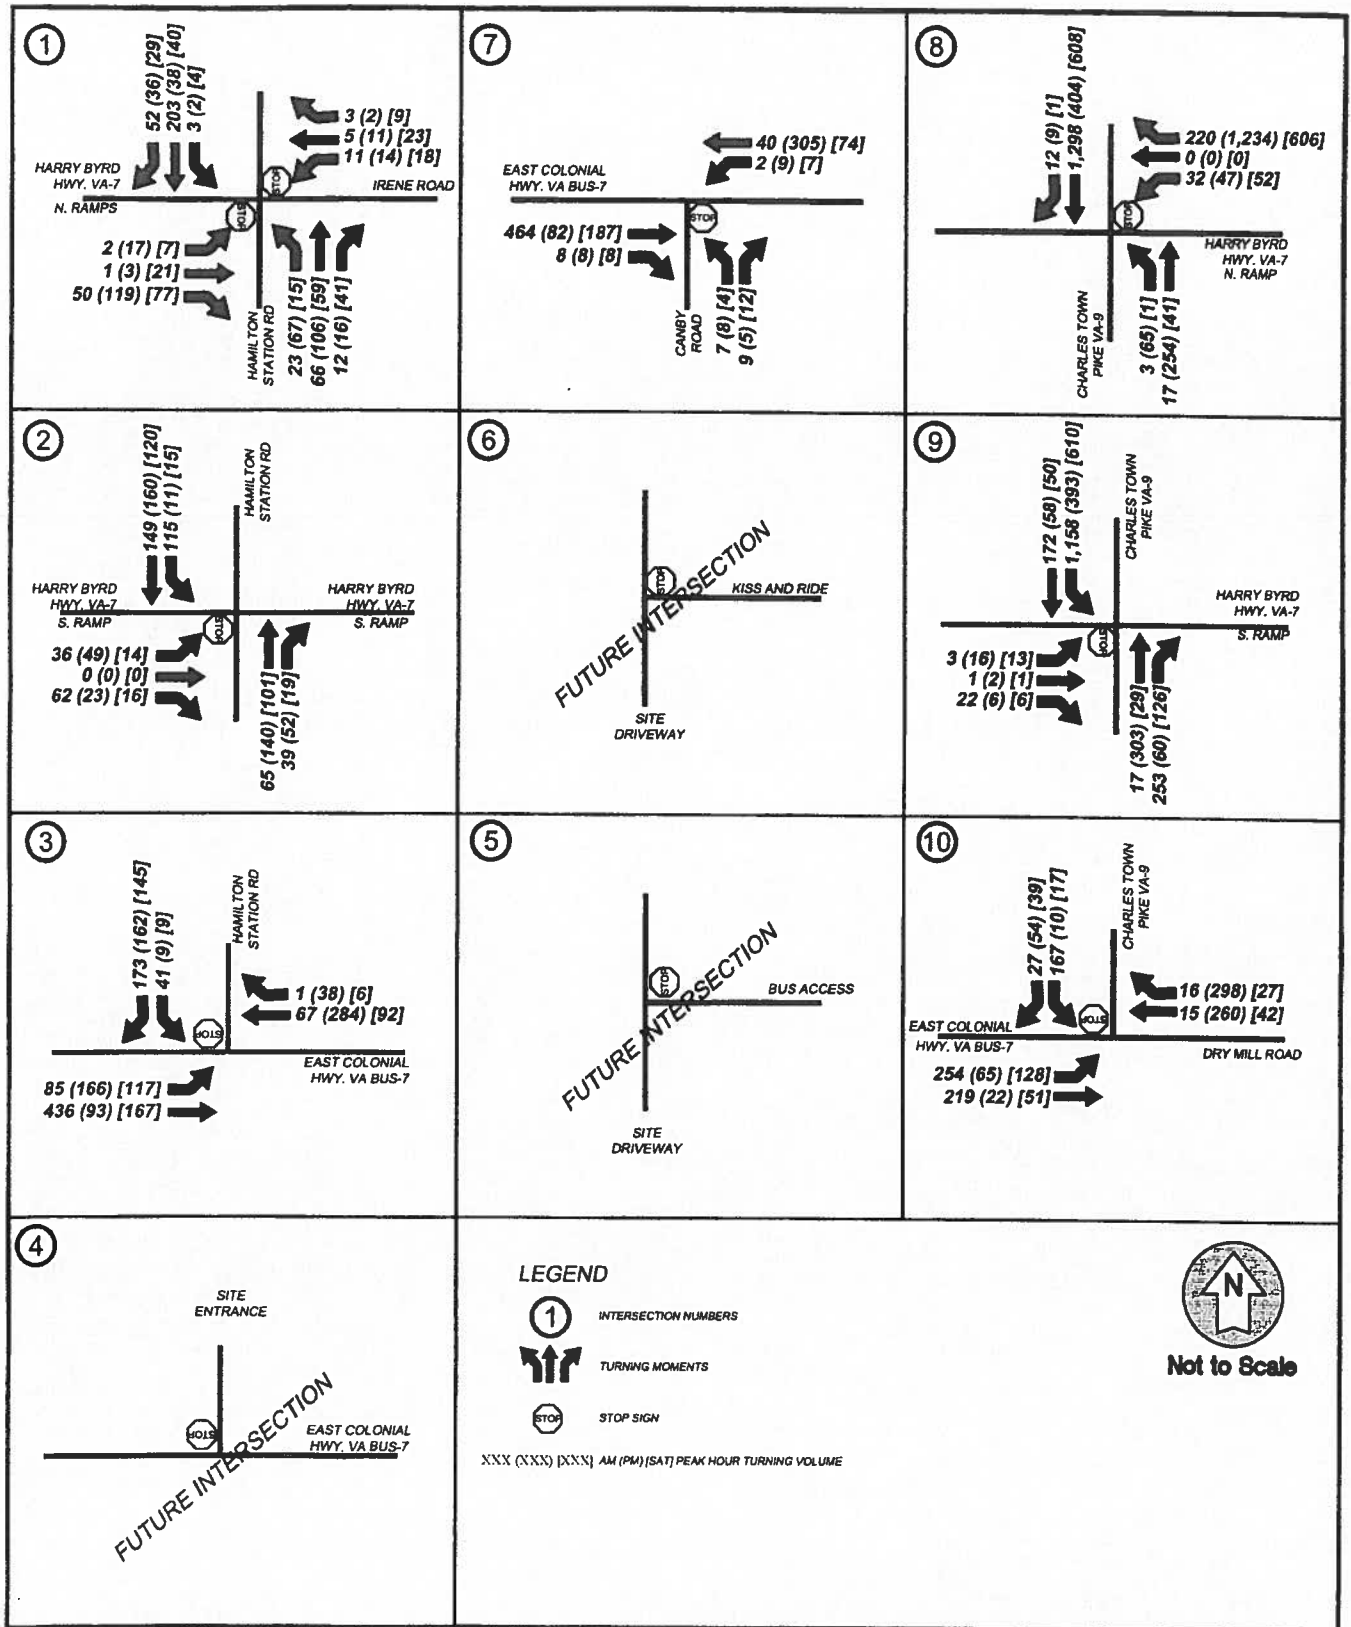 1
52 (36) [29]
203 (38) [40]
3 (2) [4]
3 (2) [9]
5 (11) [23]
11 (14) [18]
HARRY BYRD
HWY. VA-7
N. RAMPS
STOP
IRENE ROAD
STOP
2 (17) [7]
1 (3) [21]
50 (119) [77]
HAMILTON
STATION RD
23 (67) [15]
66 (106) [59]
12 (16) [41]
7
40 (305) [74]
2 (9) [7]
EAST COLONIAL
HWY. VA BUS-7
STOP
464 (82) [187]
8 (8) [8]
CANBY
ROAD
7 (8) [4]
9 (5) [12]
8
12 (9) [1]
1,298 (404) [608]
220 (1,234) [606]
0 (0) [0]
32 (47) [52]
STOP
HARRY BYRD
HWY. VA-7
N. RAMP
CHARLES TOWN
PIKE VA-9
3 (65) [1]
17 (254) [41]
2
149 (160) [120]
115 (11) [15]
HAMILTON
STATION RD
HARRY BYRD
HWY. VA-7
S. RAMP
HARRY BYRD
HWY. VA-7
S. RAMP
STOP
36 (49) [14]
0 (0) [0]
62 (23) [16]
65 (140) [101]
39 (52) [19]
6
STOP
KISS AND RIDE
FUTURE INTERSECTION
SITE
DRIVEWAY
9
172 (58) [50]
1,158 (393) [610]
CHARLES TOWN
PIKE VA-9
HARRY BYRD
HWY. VA-7
S. RAMP
STOP
3 (16) [13]
1 (2) [1]
22 (6) [6]
17 (303) [29]
253 (60) [126]
3
173 (162) [145]
41 (9) [9]
HAMILTON
STATION RD
1 (38) [6]
67 (284) [92]
STOP
EAST COLONIAL
HWY. VA BUS-7
85 (166) [117]
436 (93) [167]
5
STOP
BUS ACCESS
FUTURE INTERSECTION
SITE
DRIVEWAY
10
27 (54) [39]
167 (10) [17]
CHARLES TOWN
PIKE VA-9
16 (298) [27]
15 (260) [42]
STOP
EAST COLONIAL
HWY. VA BUS-7
DRY MILL ROAD
254 (65) [128]
219 (22) [51]
4
SITE
ENTRANCE
STOP
EAST COLONIAL
HWY. VA BUS-7
FUTURE INTERSECTION
LEGEND
1 INTERSECTION NUMBERS
TURNING MOMENTS
STOP STOP SIGN
XXX (XXX) [XXX] AM (PM) [SAT] PEAK HOUR TURNING VOLUME
N
Not to Scale